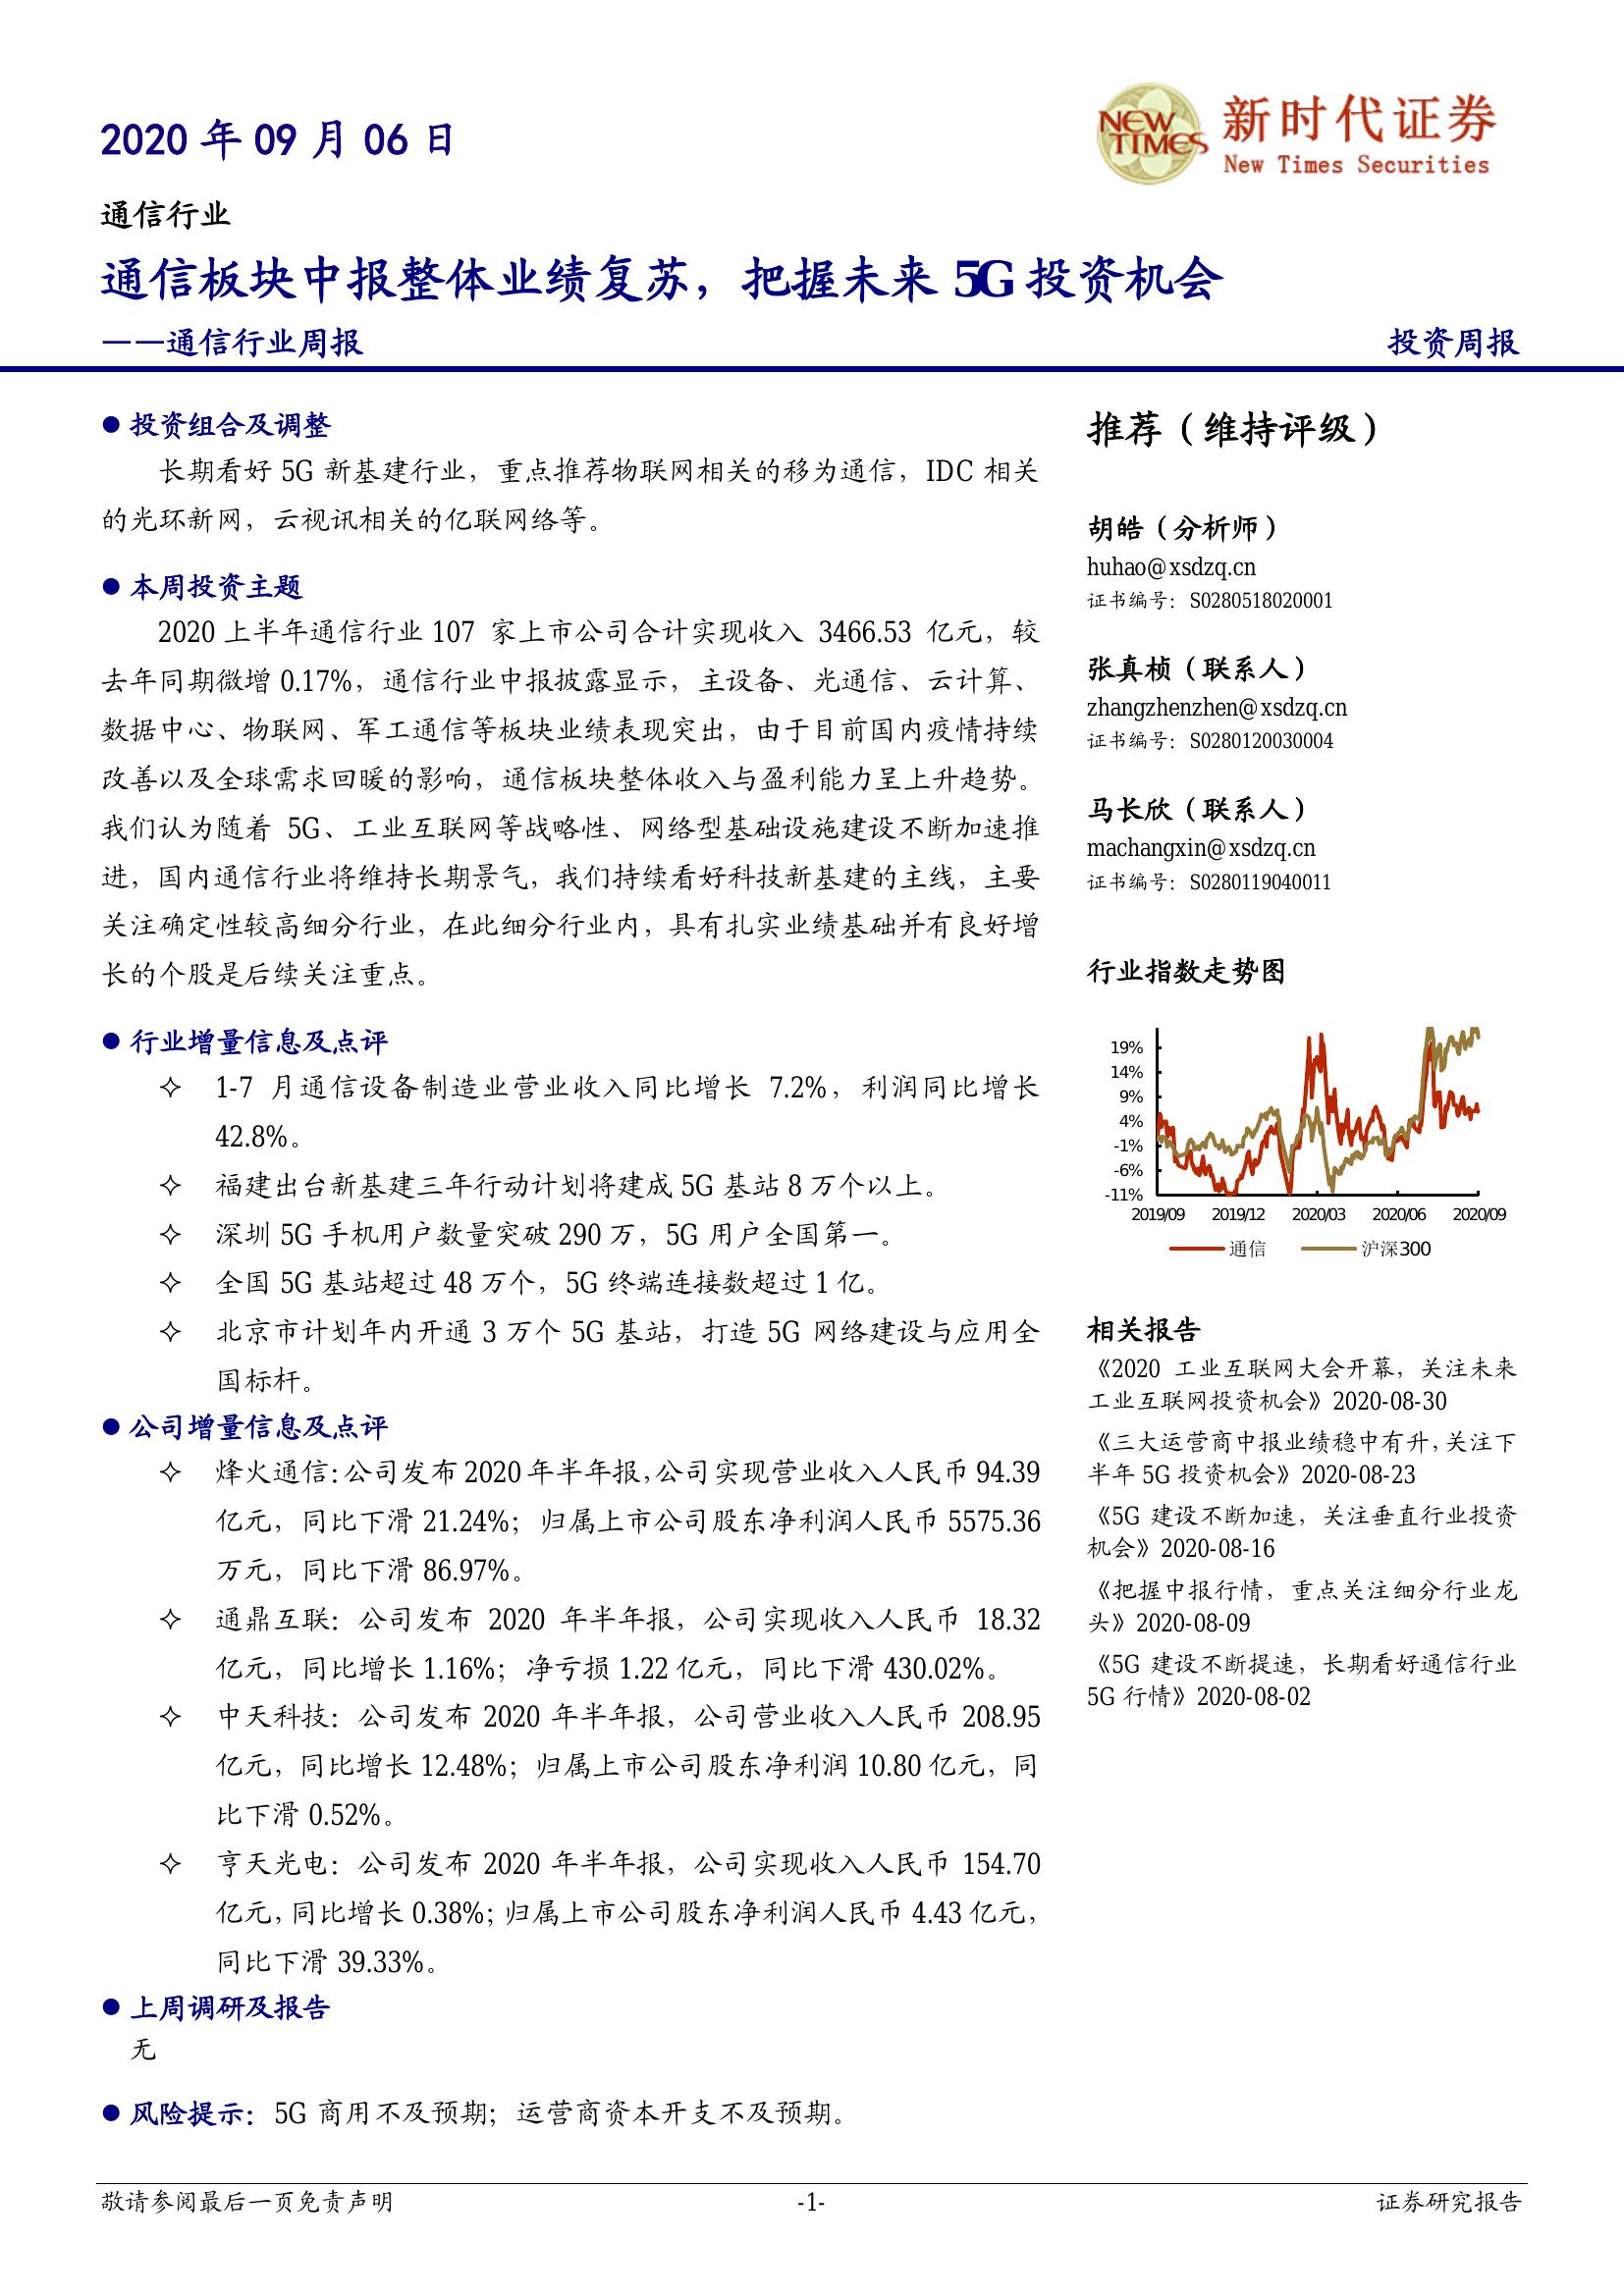 2020 年 09 月 06 日
NEW TIMES
新时代证券
New Times Securities
通信行业
通信板块中报整体业绩复苏，把握未来 5G 投资机会
——通信行业周报
投资周报
● 投资组合及调整
长期看好 5G 新基建行业，重点推荐物联网相关的移为通信，IDC 相关
的光环新网，云视讯相关的亿联网络等。
● 本周投资主题
2020 上半年通信行业 107 家上市公司合计实现收入 3466.53 亿元，较
去年同期微增 0.17%，通信行业中报披露显示，主设备、光通信、云计算、
数据中心、物联网、军工通信等板块业绩表现突出，由于目前国内疫情持续
改善以及全球需求回暖的影响，通信板块整体收入与盈利能力呈上升趋势。
我们认为随着 5G、工业互联网等战略性、网络型基础设施建设不断加速推
进，国内通信行业将维持长期景气，我们持续看好科技新基建的主线，主要
关注确定性较高细分行业，在此细分行业内，具有扎实业绩基础并有良好增
长的个股是后续关注重点。
● 行业增量信息及点评
✧ 1-7 月通信设备制造业营业收入同比增长 7.2%，利润同比增长
42.8%。
✧ 福建出台新基建三年行动计划将建成 5G 基站 8 万个以上。
✧ 深圳 5G 手机用户数量突破 290 万，5G 用户全国第一。
✧ 全国 5G 基站超过 48 万个，5G 终端连接数超过 1 亿。
✧ 北京市计划年内开通 3 万个 5G 基站，打造 5G 网络建设与应用全
国标杆。
● 公司增量信息及点评
✧ 烽火通信：公司发布 2020 年半年报，公司实现营业收入人民币 94.39
亿元，同比下滑 21.24%；归属上市公司股东净利润人民币 5575.36
万元，同比下滑 86.97%。
✧ 通鼎互联：公司发布 2020 年半年报，公司实现收入人民币 18.32
亿元，同比增长 1.16%；净亏损 1.22 亿元，同比下滑 430.02%。
✧ 中天科技：公司发布 2020 年半年报，公司营业收入人民币 208.95
亿元，同比增长 12.48%；归属上市公司股东净利润 10.80 亿元，同
比下滑 0.52%。
✧ 亨天光电：公司发布 2020 年半年报，公司实现收入人民币 154.70
亿元，同比增长 0.38%；归属上市公司股东净利润人民币 4.43 亿元，
同比下滑 39.33%。
● 上周调研及报告
无
● 风险提示：5G 商用不及预期；运营商资本开支不及预期。
推荐（维持评级）
胡皓（分析师）
huhao@xsdzq.cn
证书编号：S0280518020001
张真桢（联系人）
zhangzhenzhen@xsdzq.cn
证书编号：S0280120030004
马长欣（联系人）
machangxin@xsdzq.cn
证书编号：S0280119040011
行业指数走势图
19%
14%
9%
4%
-1%
-6%
-11%
2019/09 2019/12 2020/03 2020/06 2020/09
通信 沪深300
相关报告
《2020 工业互联网大会开幕，关注未来
工业互联网投资机会》2020-08-30
《三大运营商中报业绩稳中有升，关注下
半年 5G 投资机会》2020-08-23
《5G 建设不断加速，关注垂直行业投资
机会》2020-08-16
《把握中报行情，重点关注细分行业龙
头》2020-08-09
《5G 建设不断提速，长期看好通信行业
5G 行情》2020-08-02
敬请参阅最后一页免责声明
-1-
证券研究报告